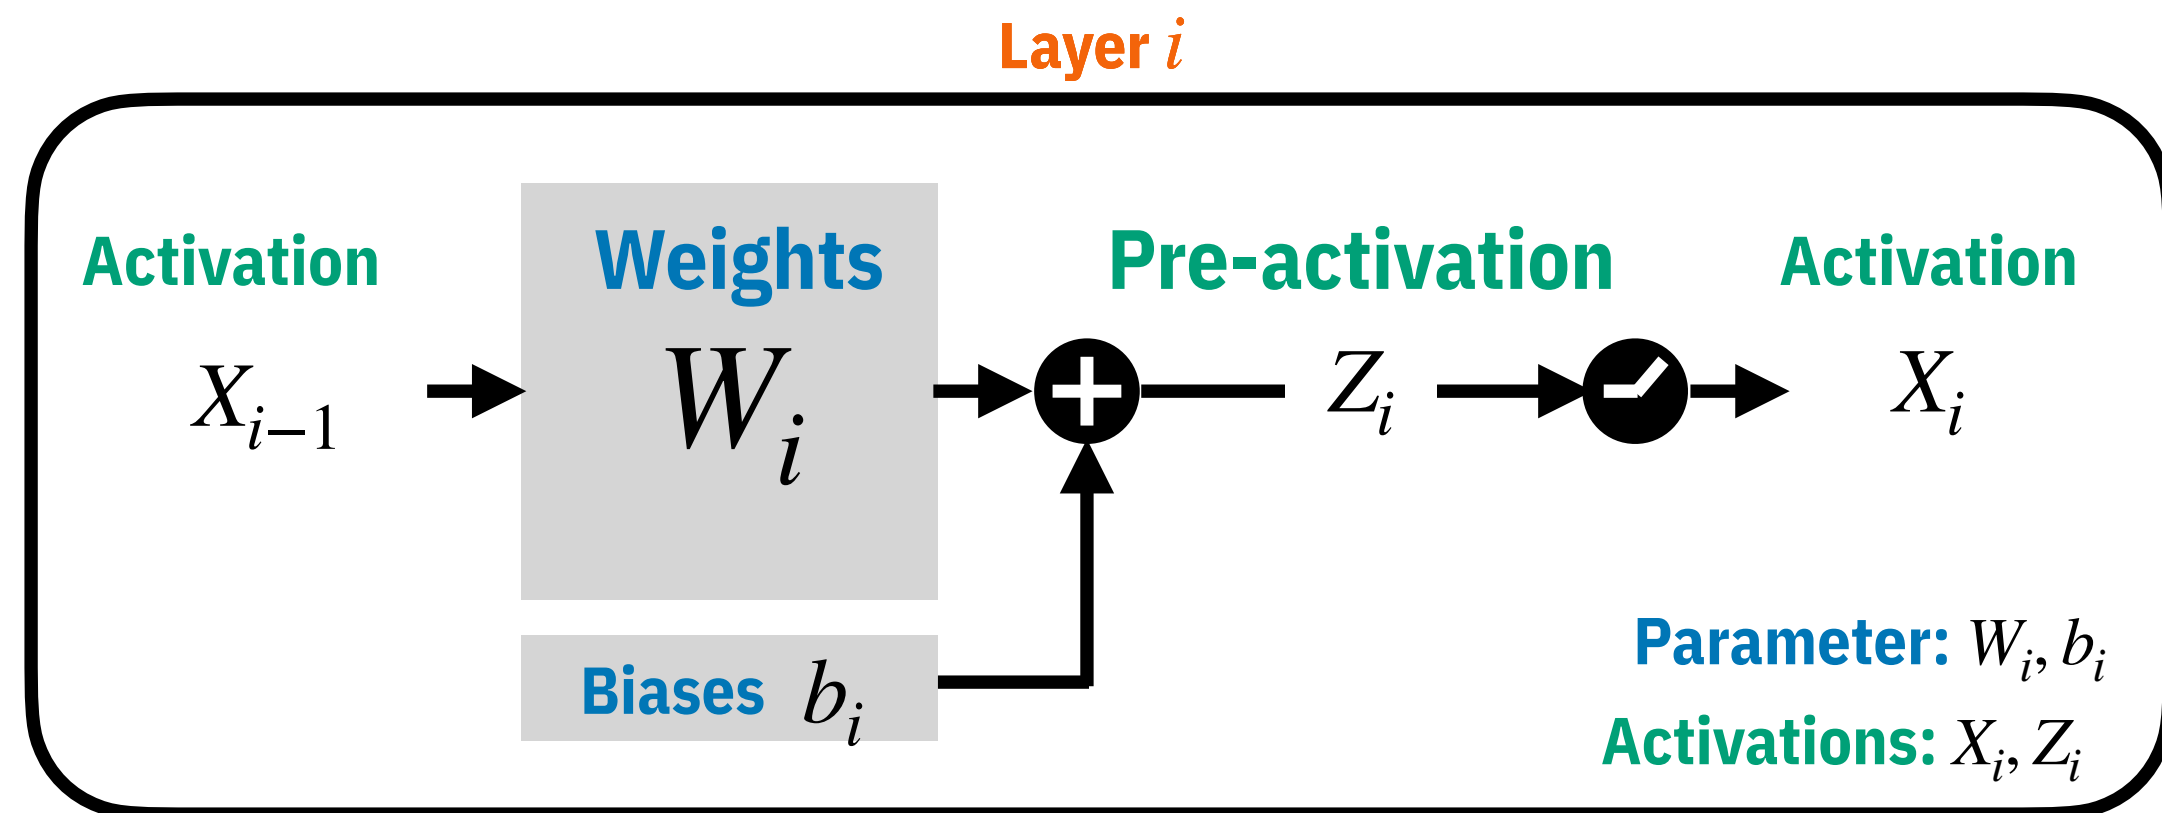 Layer i
Activation
Weights
Pre-activation
Activation
X_{i−1}
W_i
Z_i
X_i
Biases b_i
Parameter: W_i, b_i
Activations: X_i, Z_i